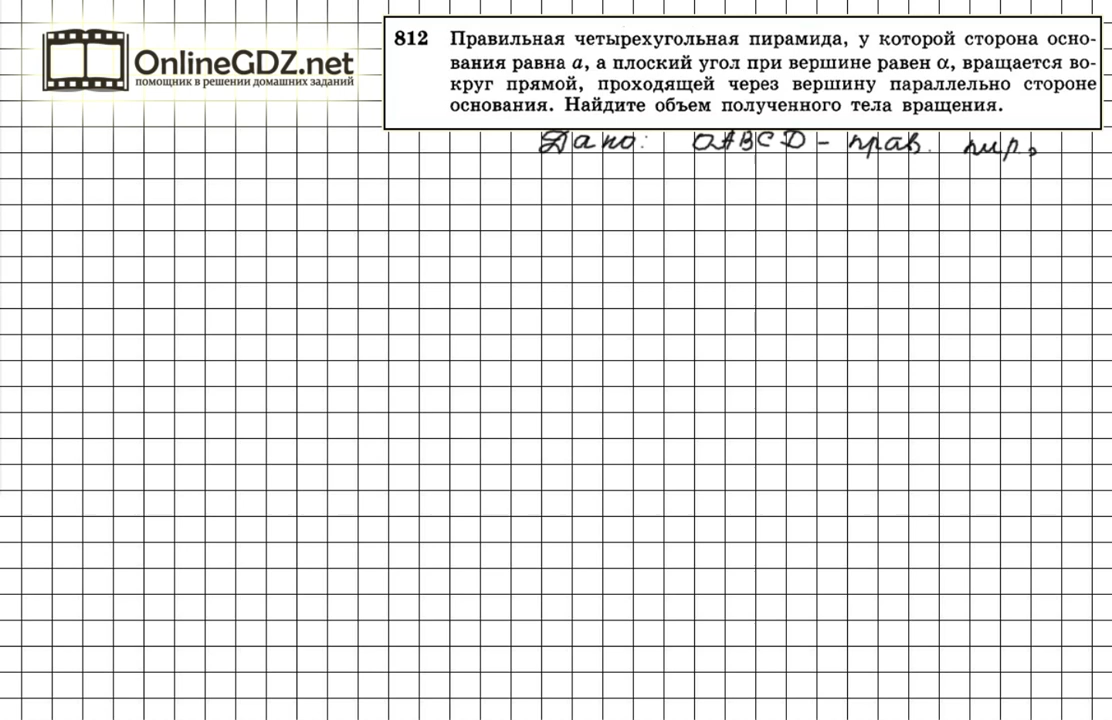 OnlineGDZ.net
помощник в решении домашних заданий
812 Правильная четырехугольная пирамида, у которой сторона осно-
вания равна a, а плоский угол при вершине равен α, вращается во-
круг прямой, проходящей через вершину параллельно стороне
основания. Найдите объем полученного тела вращения.
Дано: OABCD - прав. пир,